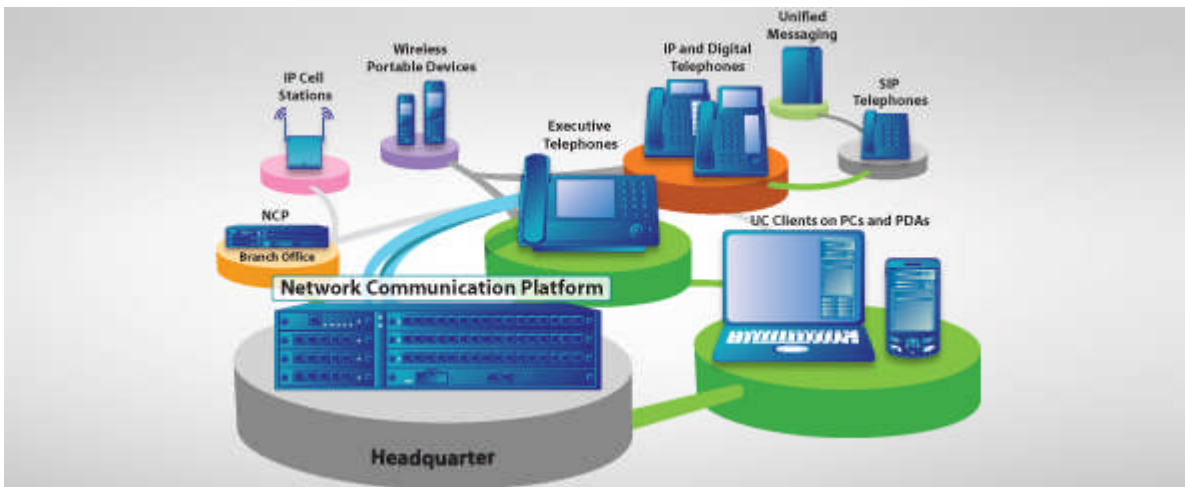 Unified
Messaging
Wireless
Portable Devices
IP and Digital
Telephones
IP Cell
Stations
SIP
Telephones
Executive
Telephones
NCP
UC Clients on PCs and PDAs
Branch Office
Network Communication Platform
Headquarter